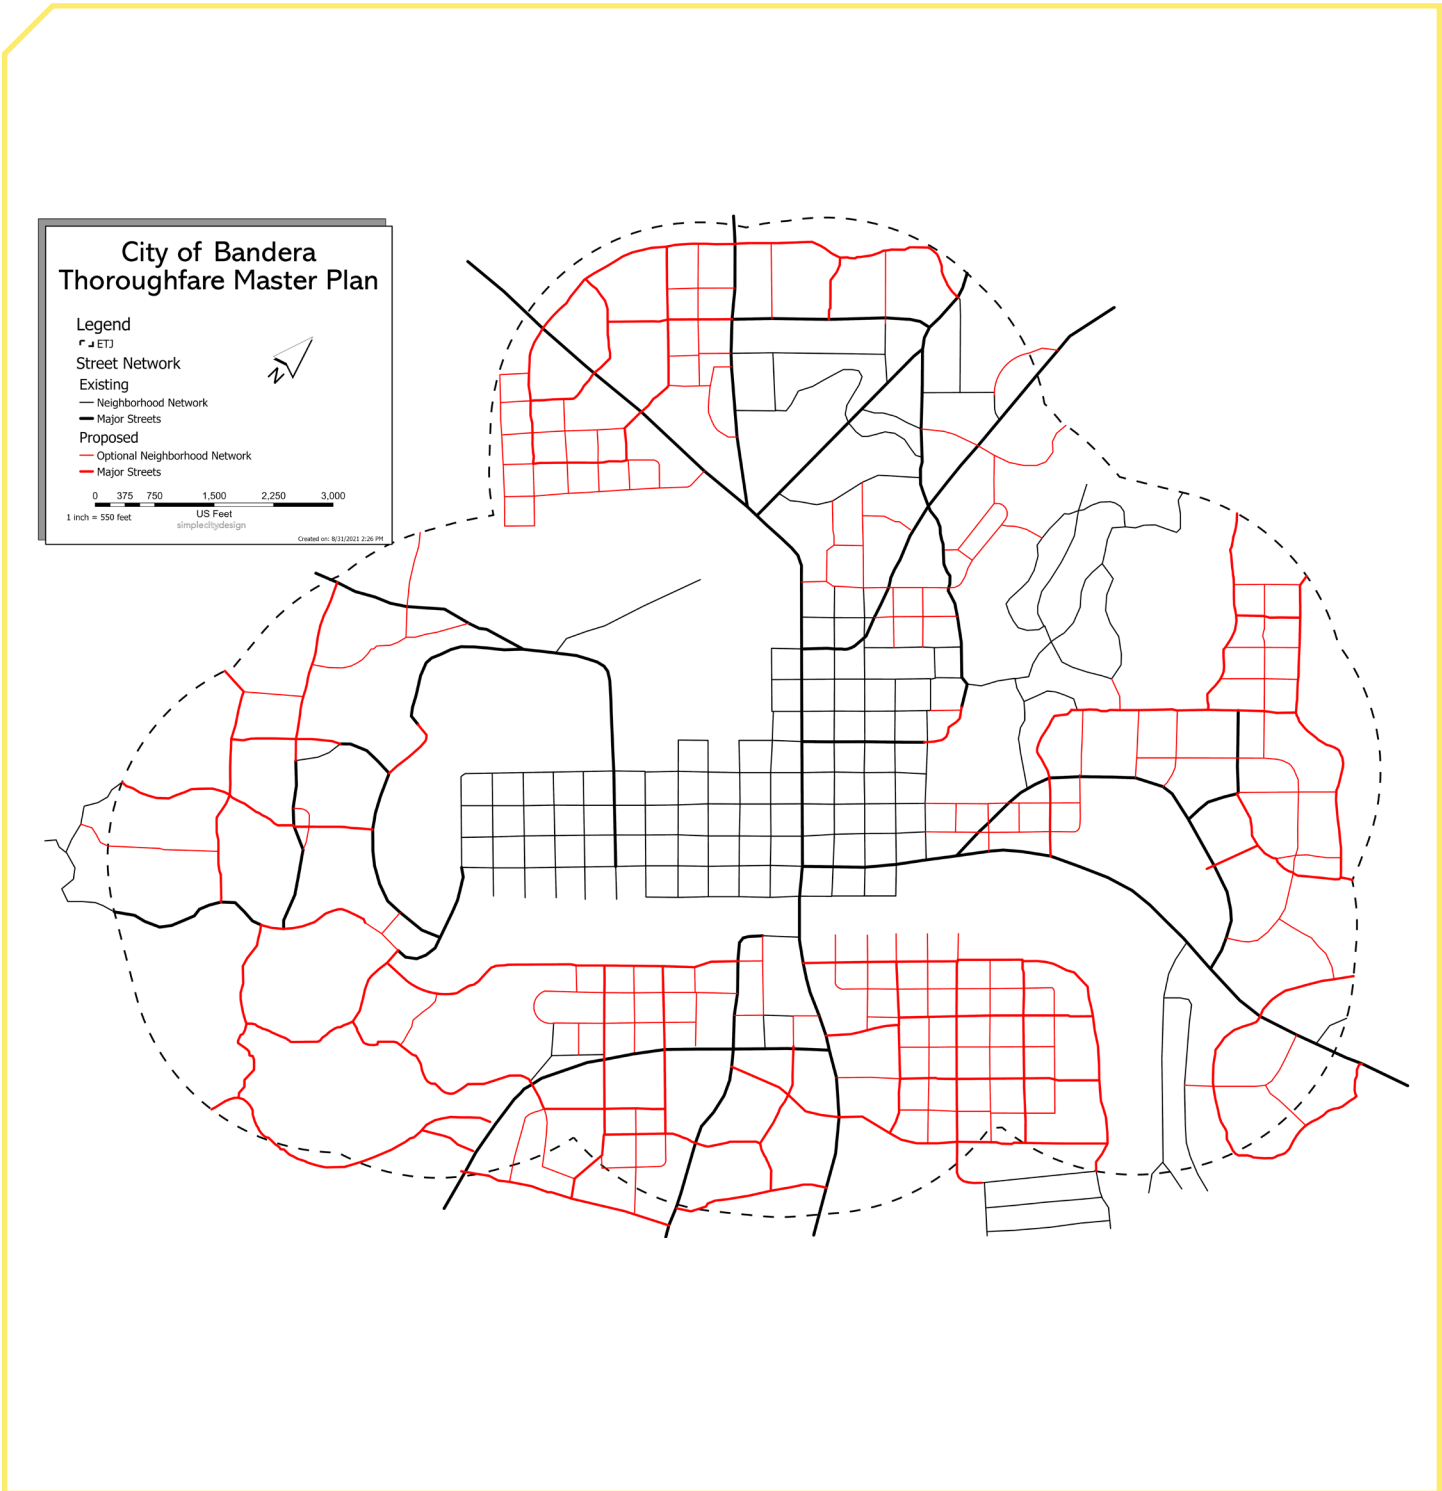 City of Bandera
Thoroughfare Master Plan
Legend
ETJ
Street Network
Existing
Neighborhood Network
Major Streets
Proposed
Optional Neighborhood Network
Major Streets
N
0 375 750 1,500 2,250 3,000
US Feet
1 inch = 550 feet
simplecitydesign
Created on: 8/31/2021 2:26 PM